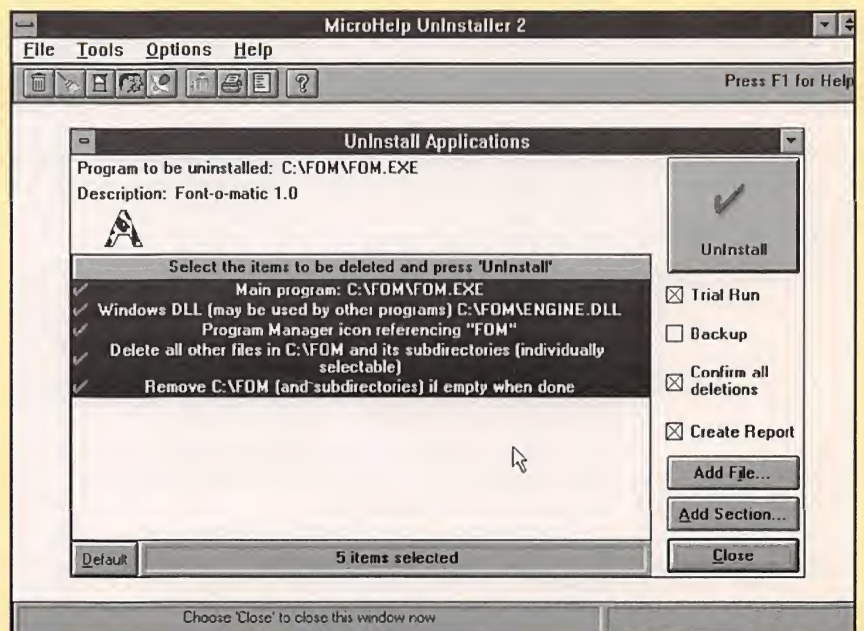 MicroHelp UnInstaller 2
File Tools Options Help
Press F1 for Help
UnInstall Applications
Program to be uninstalled: C:\FOM\FOM.EXE
Description: Font-o-matic 1.0
UnInstall
Select the items to be deleted and press 'UnInstall'
Main program: C:\FOM\FOM.EXE
Windows DLL (may be used by other programs) C:\FOM\ENGINE.DLL
Program Manager icon referencing "FOM"
Delete all other files in C:\FOM and its subdirectories (individually
selectable)
Remove C:\FOM (and subdirectories) if empty when done
Trial Run
Backup
Confirm all
deletions
Create Report
Add File...
Add Section...
Close
Default
5 items selected
Choose 'Close' to close this window now